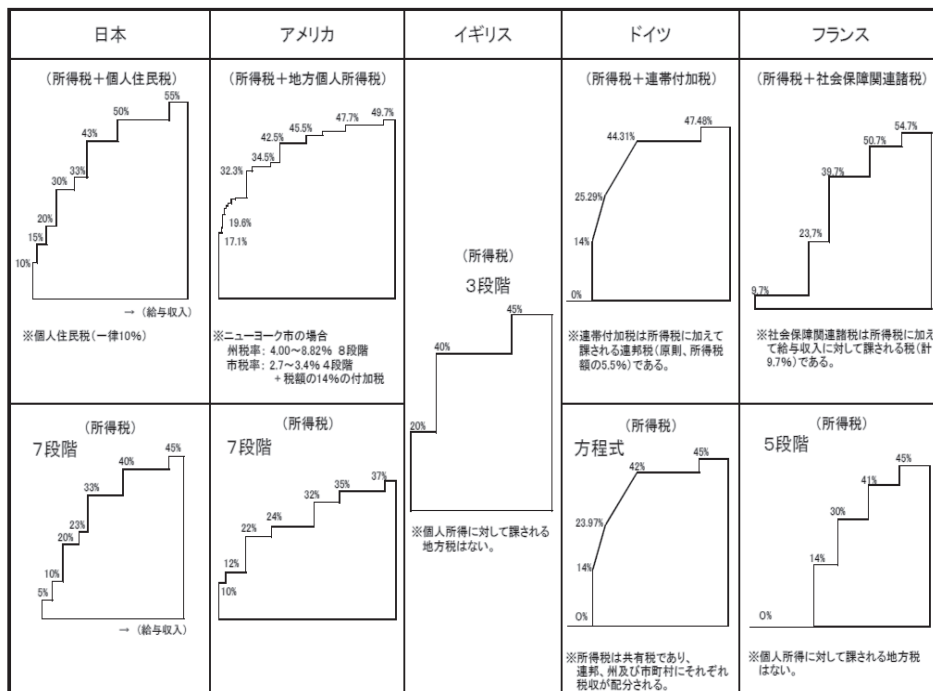 日本
アメリカ
イギリス
ドイツ
フランス
(所得税＋個人住民税)
55%
50%
43%
33%
30%
20%
15%
10%
→ (給与収入)
※個人住民税(一律10%)
(所得税＋地方個人所得税)
49.7%
47.7%
45.5%
42.5%
34.5%
32.3%
19.6%
17.1%
※ニューヨーク市の場合
州税率: 4.00～8.82% 8段階
市税率: 2.7～3.4% 4段階
＋税額の14%の付加税
(所得税)
3段階
45%
40%
20%
※個人所得に対して課される
地方税はない。
(所得税＋連帯付加税)
47.48%
44.31%
25.29%
14%
0%
※連帯付加税は所得税に加えて
課される連邦税(原則、所得税
額の5.5%)である。
(所得税＋社会保障関連諸税)
54.7%
50.7%
39.7%
23.7%
9.7%
※社会保障関連諸税は所得税に加え
て給与収入に対して課される税(計
9.7%)である。
(所得税)
7段階
45%
40%
33%
23%
20%
10%
5%
→ (給与収入)
(所得税)
7段階
37%
35%
32%
24%
22%
12%
10%
(所得税)
方程式
45%
42%
23.97%
14%
0%
※所得税は共有税であり、
連邦、州及び市町村にそれぞれ
税収が配分される。
(所得税)
5段階
45%
41%
30%
14%
0%
※個人所得に対して課される地方税
はない。